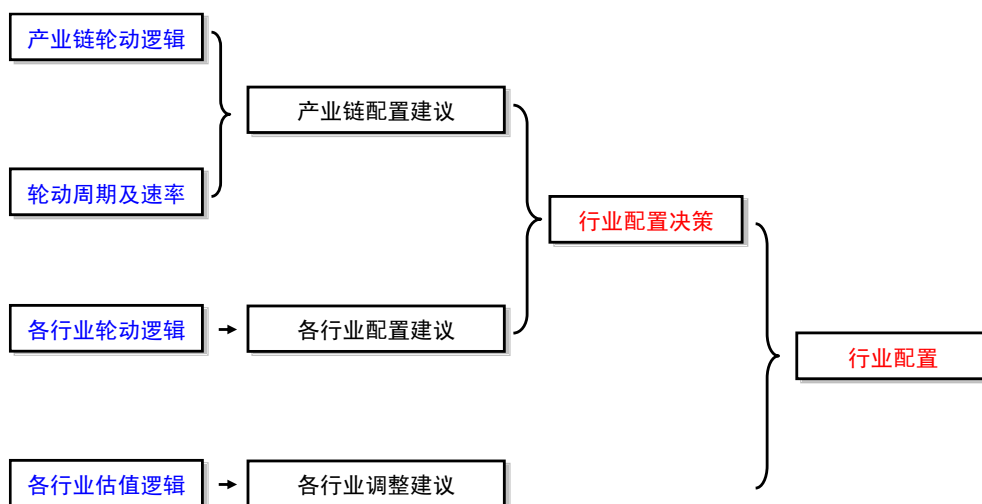 产业链轮动逻辑
产业链配置建议
轮动周期及速率
行业配置决策
各行业轮动逻辑
各行业配置建议
行业配置
各行业估值逻辑
各行业调整建议